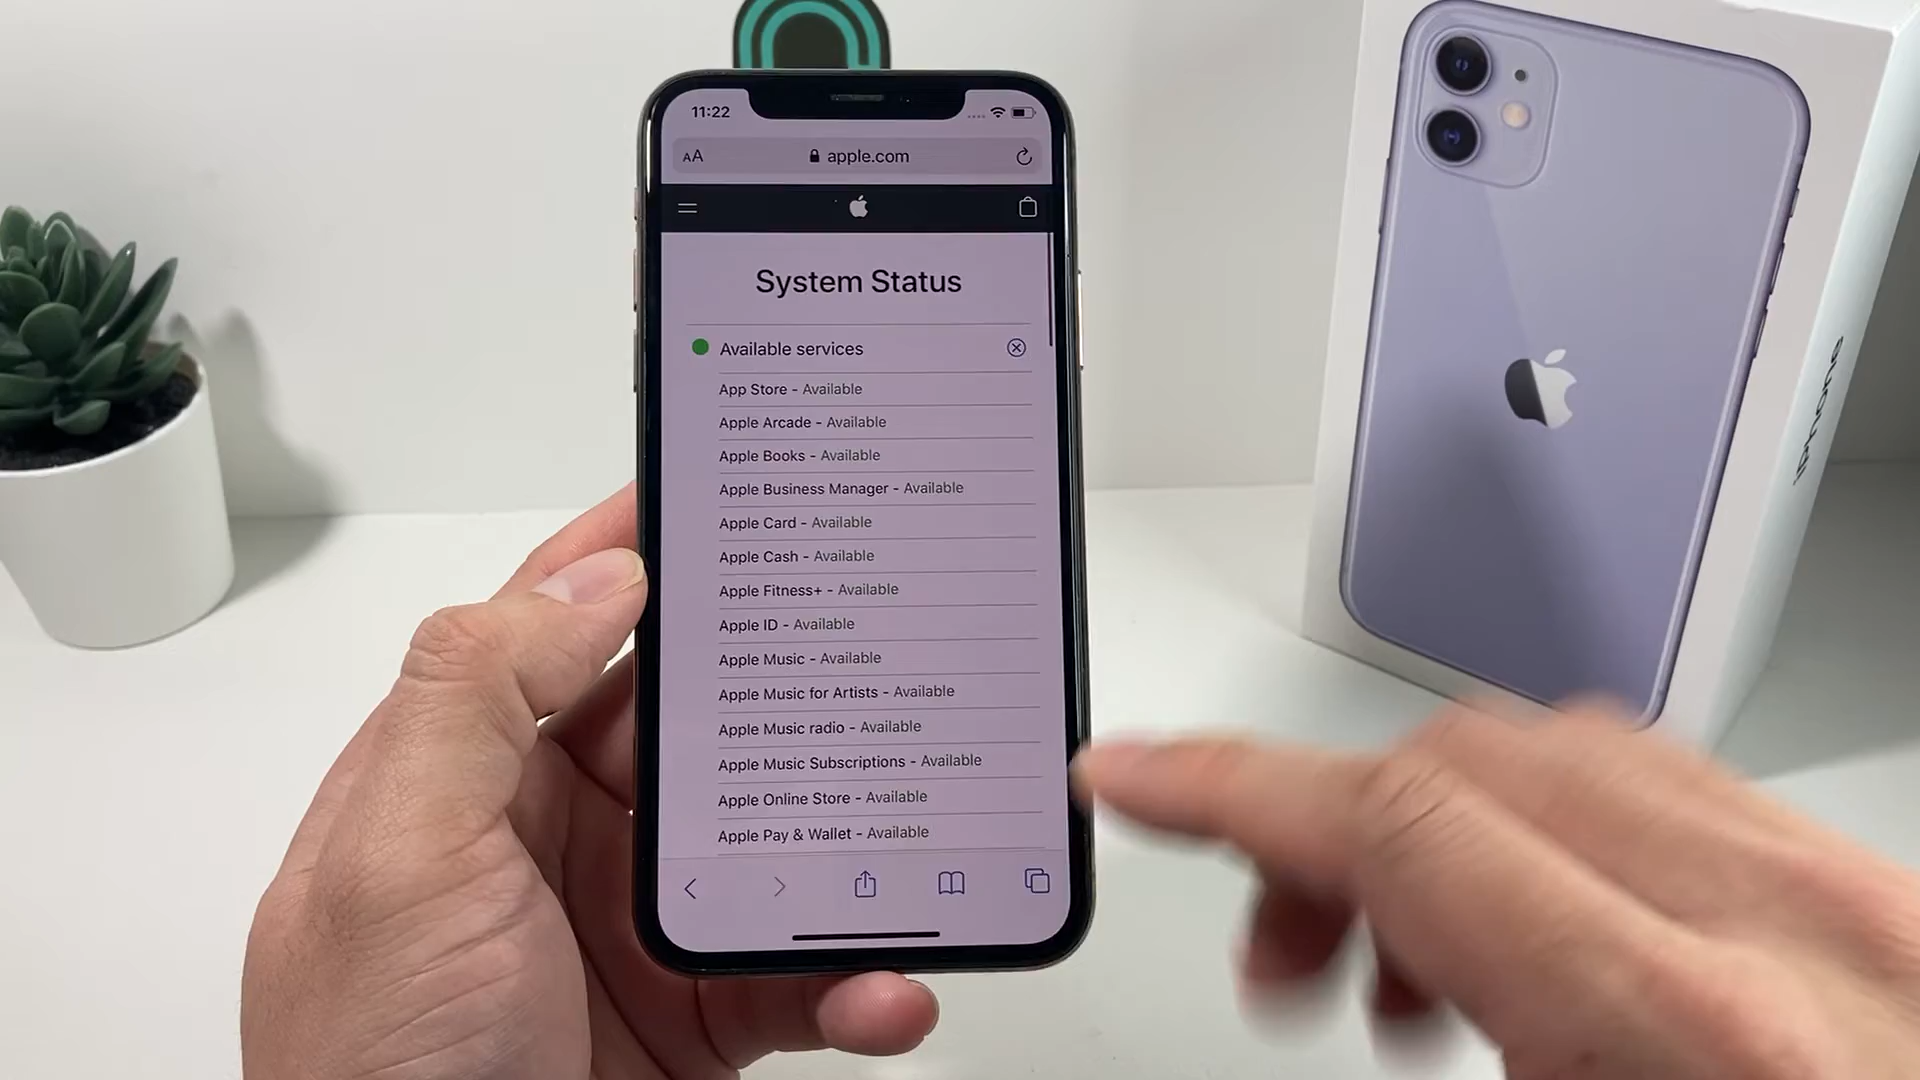 11:22
AA apple.com
System Status
Available services
App Store - Available
Apple Arcade - Available
Apple Books - Available
Apple Business Manager - Available
Apple Card - Available
Apple Cash - Available
Apple Fitness+ - Available
Apple ID - Available
Apple Music - Available
Apple Music for Artists - Available
Apple Music radio - Available
Apple Music Subscriptions - Available
Apple Online Store - Available
Apple Pay & Wallet - Available
iPhone